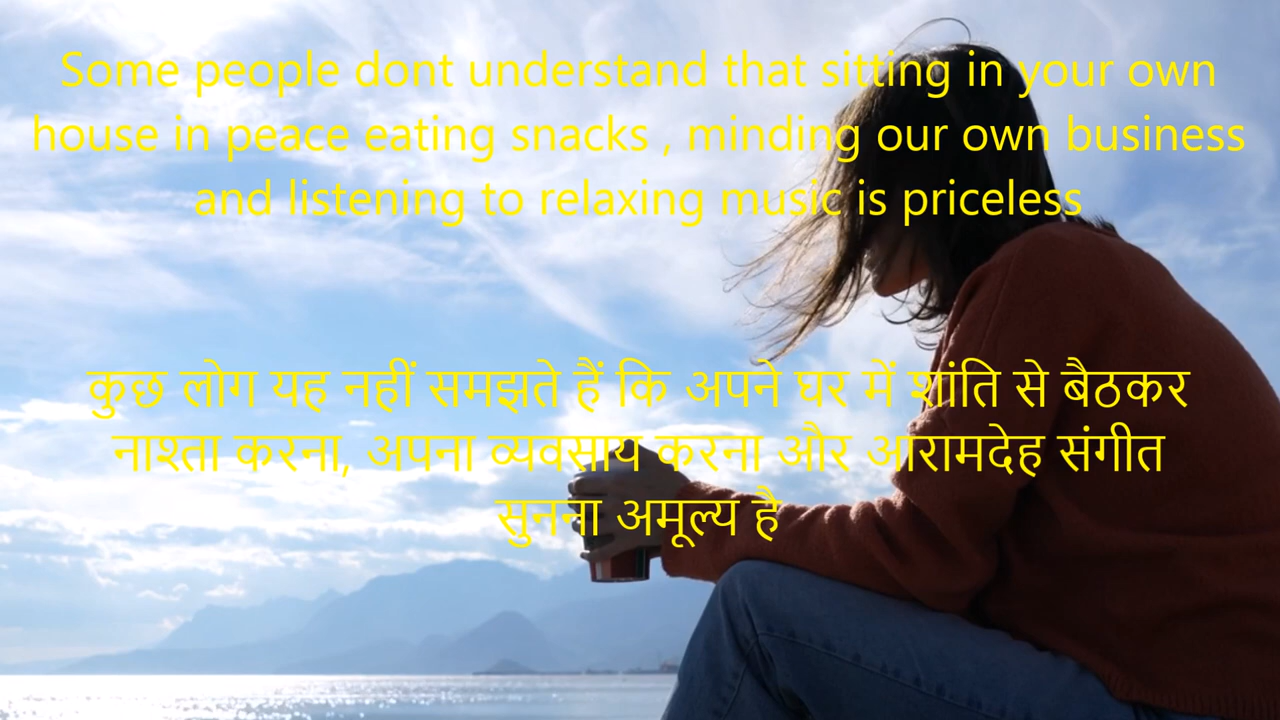 Some people dont understand that sitting in your own
house in peace eating snacks , minding our own business
and listening to relaxing music is priceless
कुछ लोग यह नहीं समझते हैं कि अपने घर में शांति से बैठकर
नाश्ता करना, अपना व्यवसाय करना और आरामदेह संगीत
सुनना अमूल्य है